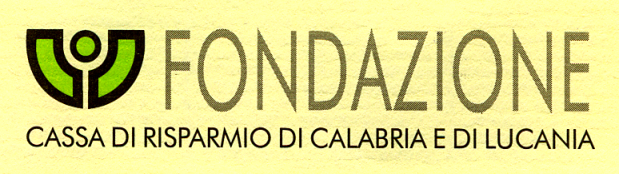 FONDAZIONE
CASSA DI RISPARMIO DI CALABRIA E DI LUCANIA